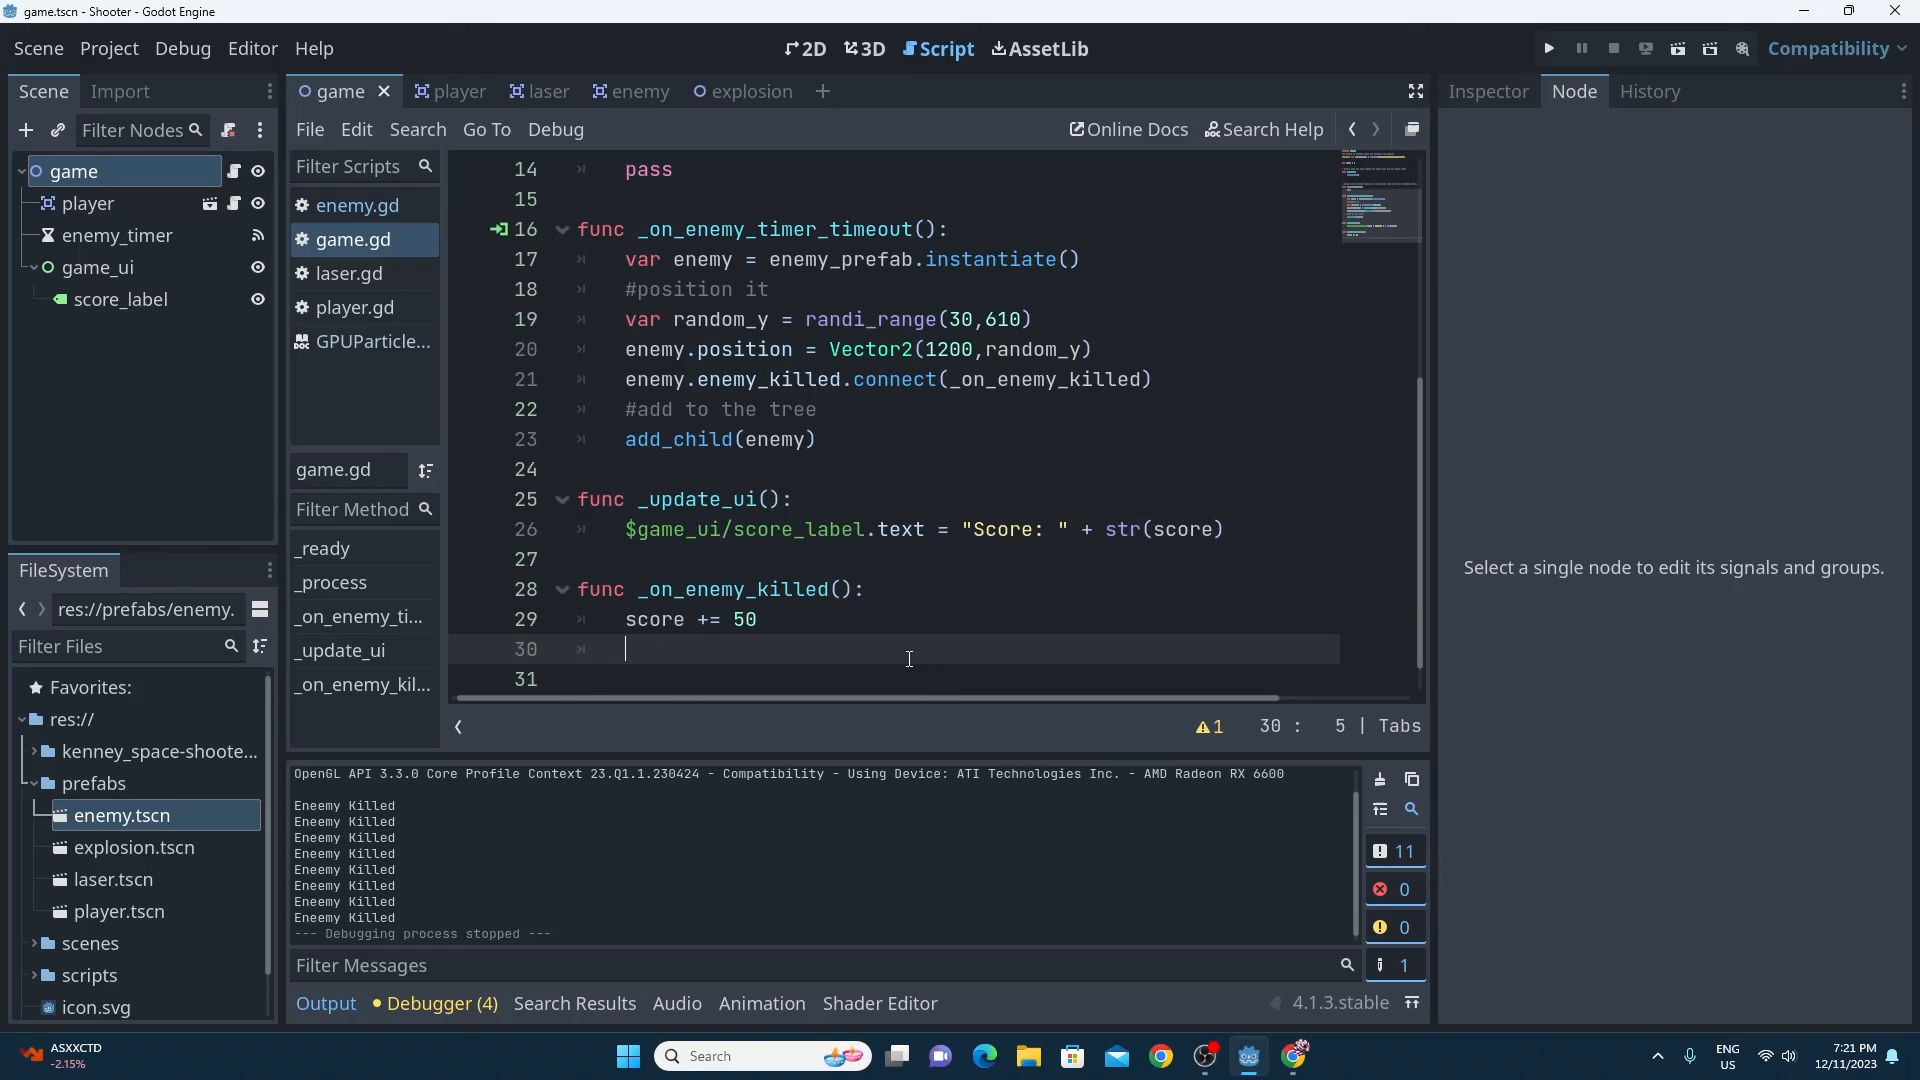 game.tscn - Shooter - Godot Engine
Scene Project Debug Editor Help
2D 3D Script AssetLib
Compatibility
Scene Import
game player laser enemy explosion
Inspector Node History
Filter Nodes
File Edit Search Go To Debug
Online Docs Search Help
game
player
enemy_timer
game_ui
score_label
Filter Scripts
enemy.gd
game.gd
laser.gd
player.gd
GPUParticle...
game.gd
Filter Method
_ready
_process
_on_enemy_ti...
_update_ui
_on_enemy_kil...
14 pass
15
16 func _on_enemy_timer_timeout():
17 var enemy = enemy_prefab.instantiate()
18 #position it
19 var random_y = randi_range(30,610)
20 enemy.position = Vector2(1200,random_y)
21 enemy.enemy_killed.connect(_on_enemy_killed)
22 #add to the tree
23 add_child(enemy)
24
25 func _update_ui():
26 $game_ui/score_label.text = "Score: " + str(score)
27
28 func _on_enemy_killed():
29 score += 50
30
31
1 30 : 5 | Tabs
Select a single node to edit its signals and groups.
FileSystem
res://prefabs/enemy.
Filter Files
Favorites:
res://
kenney_space-shoote...
prefabs
enemy.tscn
explosion.tscn
laser.tscn
player.tscn
scenes
scripts
icon.svg
OpenGL API 3.3.0 Core Profile Context 23.Q1.1.230424 - Compatibility - Using Device: ATI Technologies Inc. - AMD Radeon RX 6600
Eneemy Killed
Eneemy Killed
Eneemy Killed
Eneemy Killed
Eneemy Killed
Eneemy Killed
Eneemy Killed
Eneemy Killed
--- Debugging process stopped ---
11
0
0
1
Filter Messages
Output Debugger (4) Search Results Audio Animation Shader Editor
4.1.3.stable
ASXXCTD
-2.15%
Search
ENG
US
7:21 PM
12/11/2023